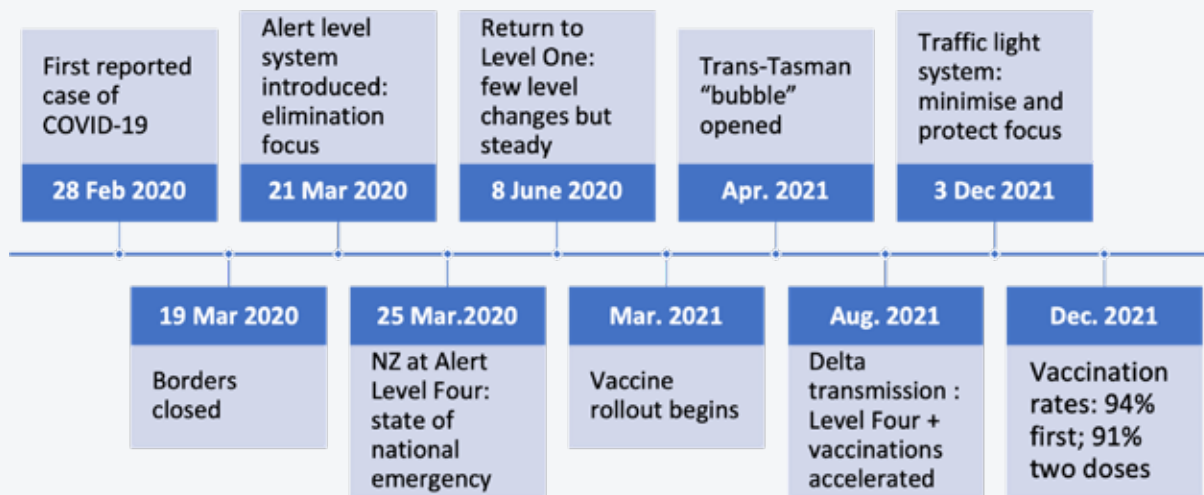 First reported
case of
COVID-19
28 Feb 2020
Alert level
system
introduced:
elimination
focus
21 Mar 2020
Return to
Level One:
few level
changes but
steady
8 June 2020
Trans-Tasman
“bubble”
opened
Apr. 2021
Traffic light
system:
minimise and
protect focus
3 Dec 2021
19 Mar 2020
Borders
closed
25 Mar.2020
NZ at Alert
Level Four:
state of
national
emergency
Mar. 2021
Vaccine
rollout begins
Aug. 2021
Delta
transmission :
Level Four +
vaccinations
accelerated
Dec. 2021
Vaccination
rates: 94%
first; 91%
two doses